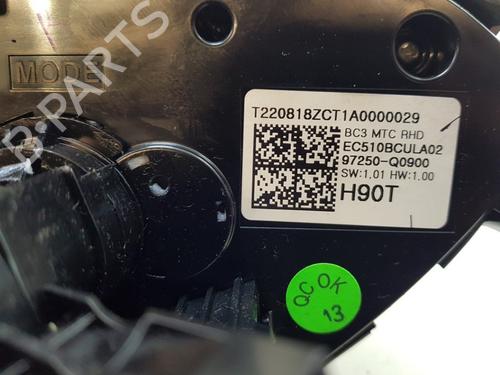 MODE
T220818ZCT1A0000029
BC3 MTC RHD
EC510BCULA02
97250-Q0900
SW:1,01 HW:1.00
H90T
QC OK
13
B-PARTS